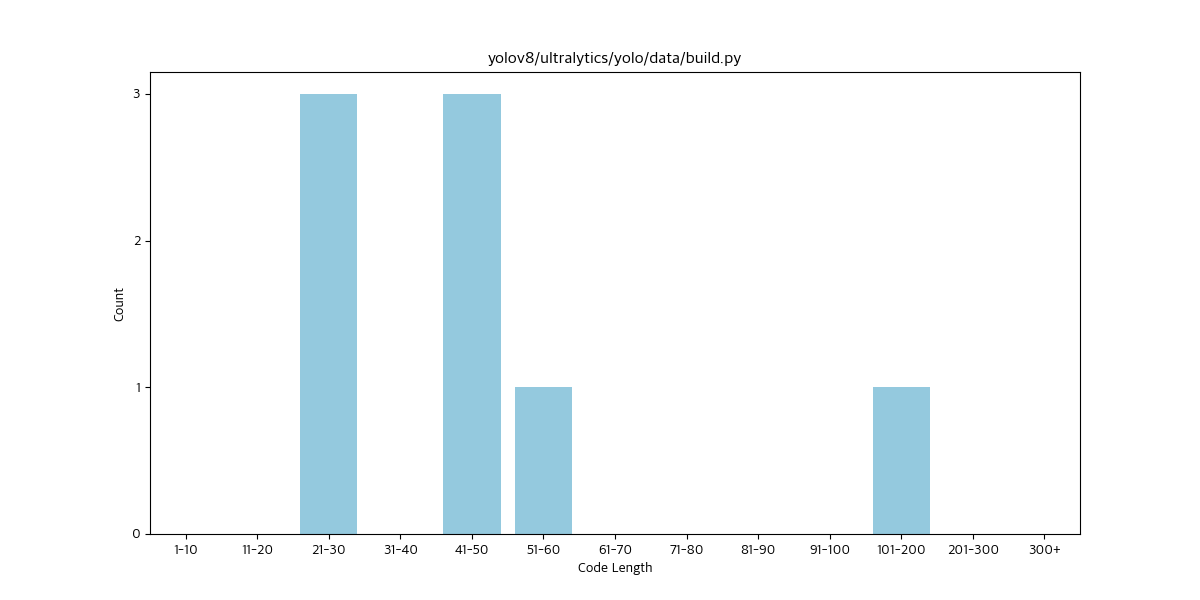 yolov8/ultralytics/yolo/data/build.py
3
2
1
0
Count
1-10 11-20 21-30 31-40 41-50 51-60 61-70 71-80 81-90 91-100 101-200 201-300 300+
Code Length